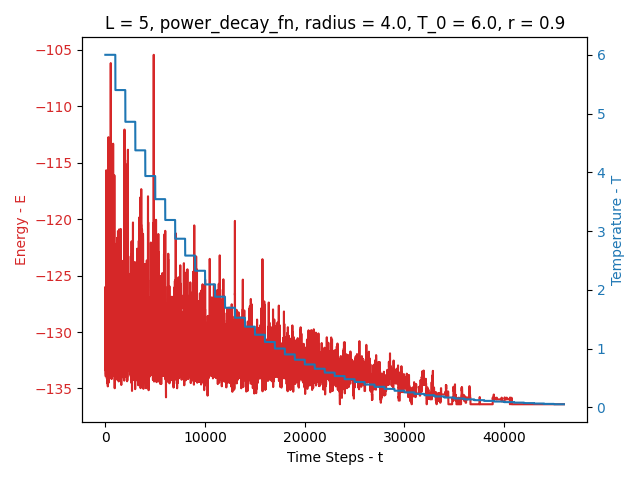 L = 5, power_decay_fn, radius = 4.0, T_0 = 6.0, r = 0.9
Energy - E
−105
−110
−115
−120
−125
−130
−135
6
5
4
3
2
1
0
Temperature - T
0 10000 20000 30000 40000
Time Steps - t